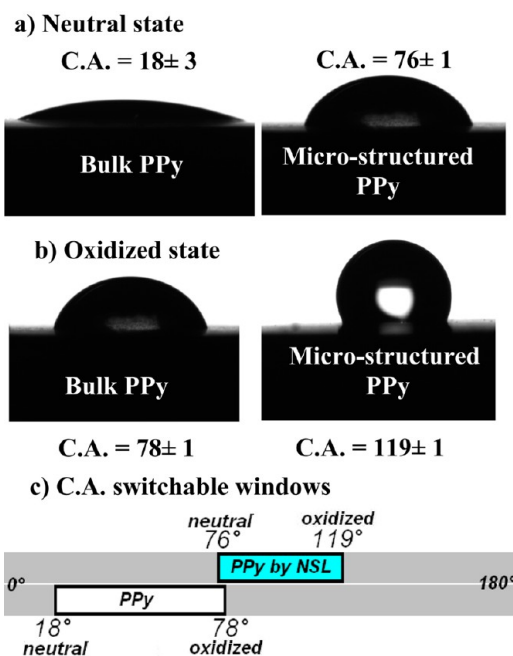 a) Neutral state
C.A. = 18± 3
C.A. = 76± 1
Bulk PPy
Micro-structured
PPy
b) Oxidized state
Bulk PPy
Micro-structured
PPy
C.A. = 78± 1
C.A. = 119± 1
c) C.A. switchable windows
neutral
oxidized
76°
119°
PPy by NSL
0°
180°
PPy
18°
78°
neutral
oxidized